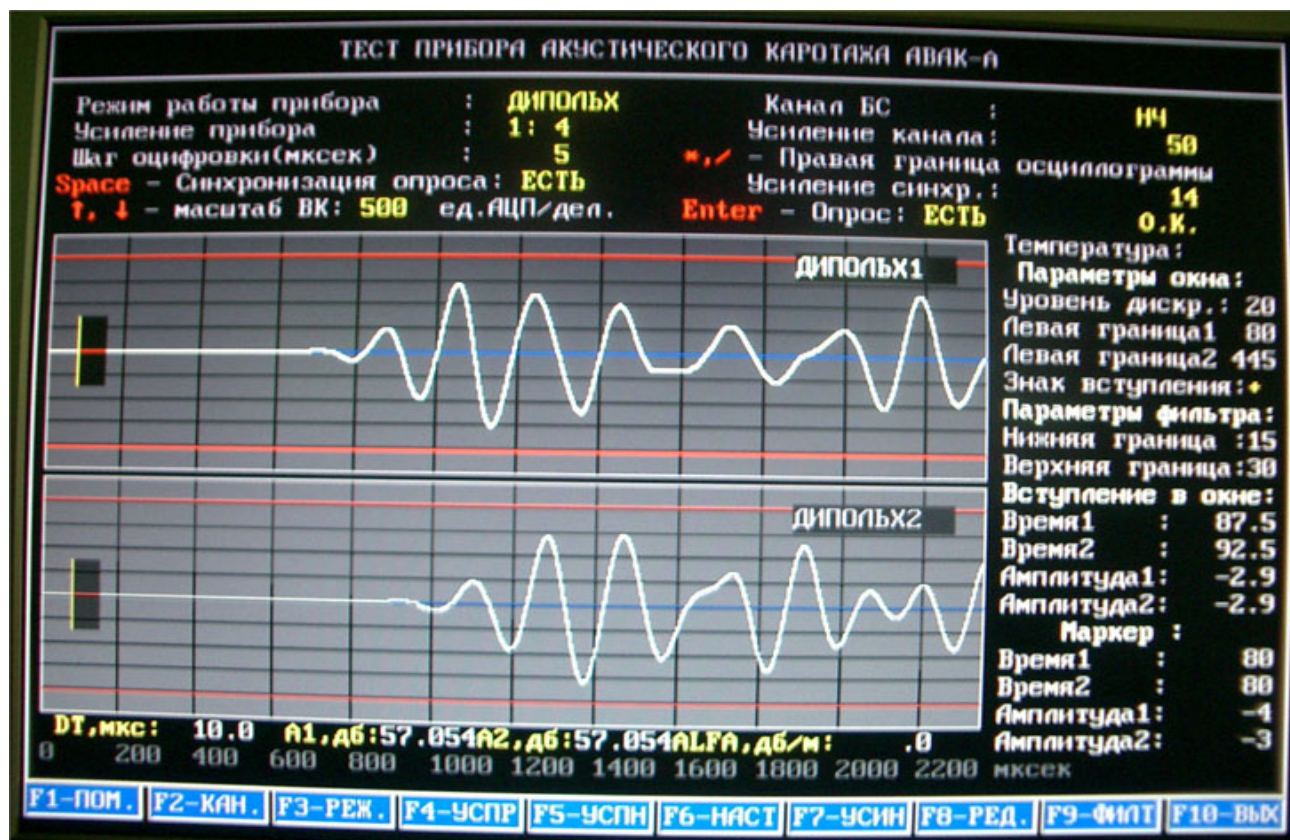 ТЕСТ ПРИБОРА АКУСТИЧЕСКОГО КАРОТАЖА АВАК-А
Режим работы прибора : ДИПОЛЬХ Канал БС : НЧ
Усиление прибора : 1: 4 Усиление канала: 50
Шаг оцифровки(мксек) : 5 *,/ - Правая граница осциллограммы
Space - Синхронизация опроса: ЕСТЬ Усиление синхр.: 14
↑, ↓ - масштаб ВК: 500 ед.АЦП/дел. Enter - Опрос: ЕСТЬ О.К.
ДИПОЛЬХ1
ДИПОЛЬХ2
Температура:
Параметры окна:
Уровень дискр.: 20
Левая граница1 80
Левая граница2 445
Знак вступления:+
Параметры фильтра:
Нижняя граница :15
Верхняя граница:30
Вступление в окне:
Время1 : 87.5
Время2 : 92.5
Амплитуда1: -2.9
Амплитуда2: -2.9
Маркер :
Время1 : 80
Время2 : 80
Амплитуда1: -4
Амплитуда2: -3
DT,мкс: 10.0 А1,дб:57.054А2,дб:57.054ALFA,дб/м: .0
0 200 400 600 800 1000 1200 1400 1600 1800 2000 2200 мксек
F1-ПОМ. F2-КАН. F3-РЕЖ. F4-УСПР F5-УСПН F6-НАСТ F7-УСИН F8-РЕД. F9-ФИЛТ F10-ВЫХ